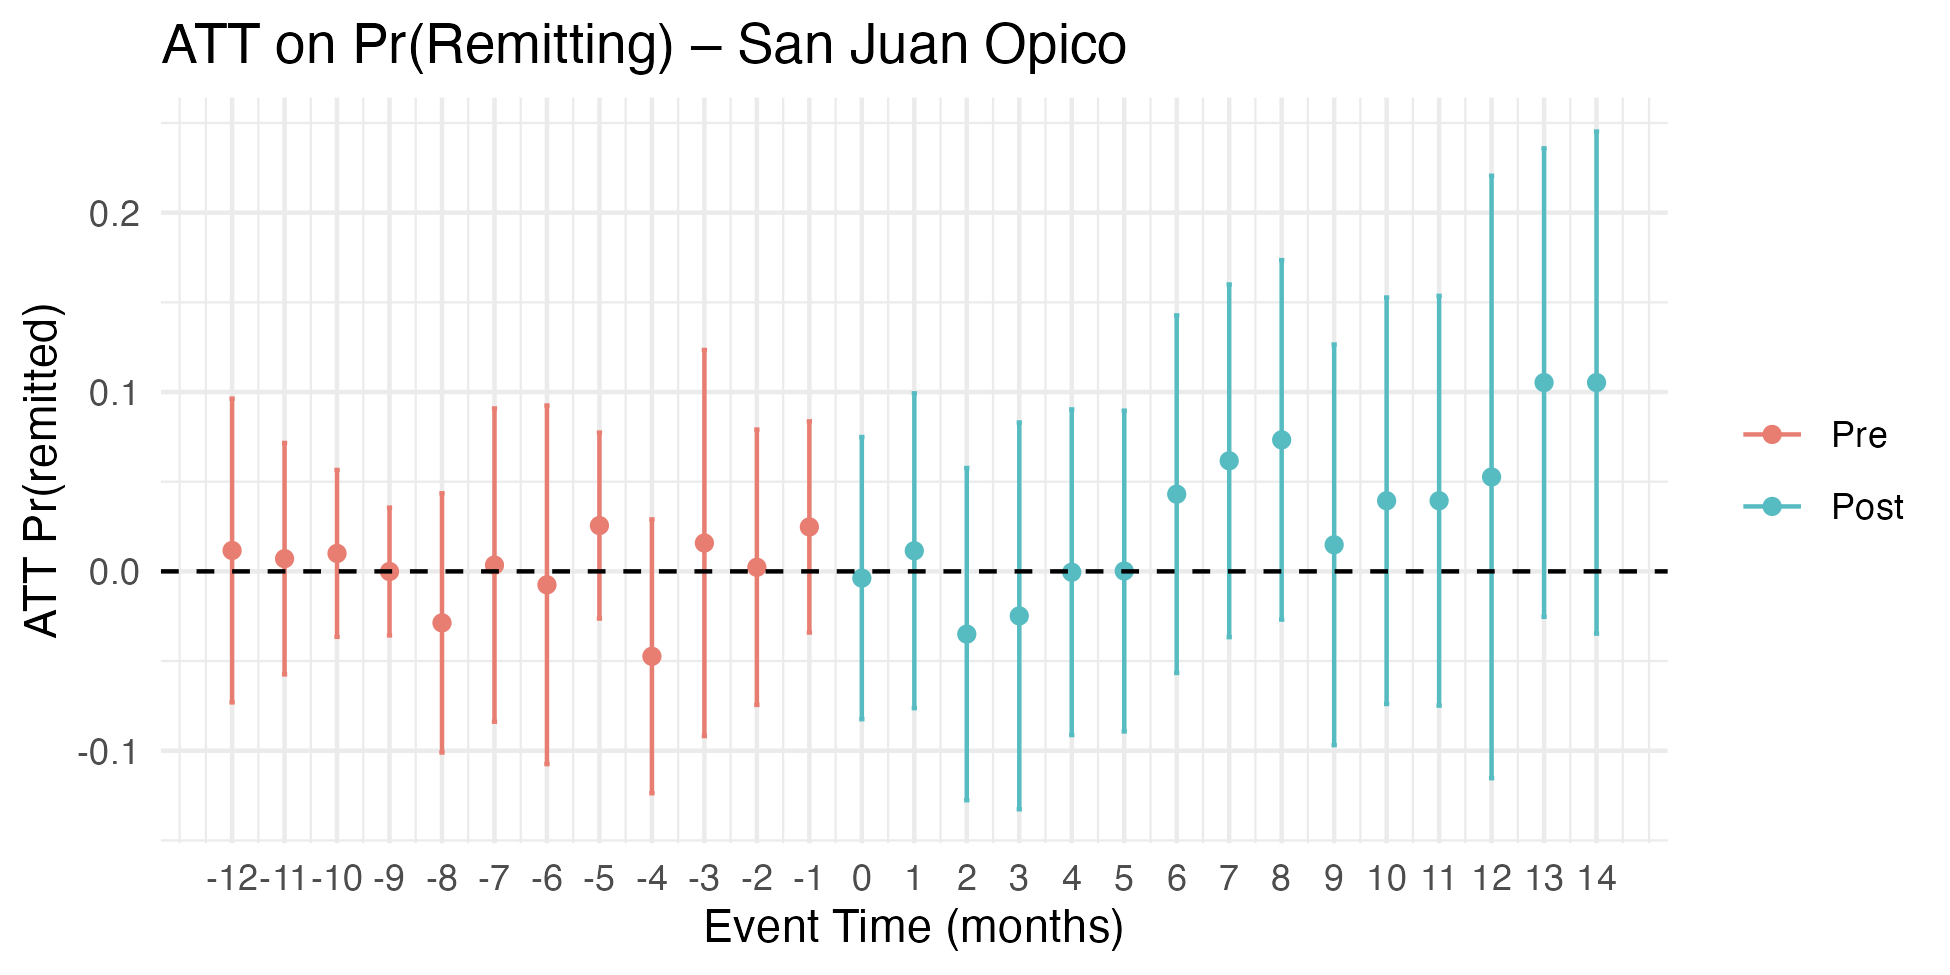 ATT on Pr(Remitting) – San Juan Opico
ATT Pr(remitted)
0.2
0.1
0.0
-0.1
-12 -11 -10 -9 -8 -7 -6 -5 -4 -3 -2 -1 0 1 2 3 4 5 6 7 8 9 10 11 12 13 14
Event Time (months)
Pre
Post